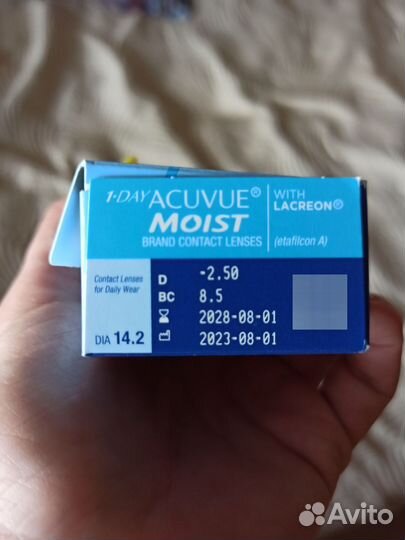 1·DAY ACUVUE® WITH
MOIST LACREON®
BRAND CONTACT LENSES (etafilcon A)
Contact Lenses
for Daily Wear
DIA 14.2
D -2.50
BC 8.5
2028-08-01
2023-08-01
Avito